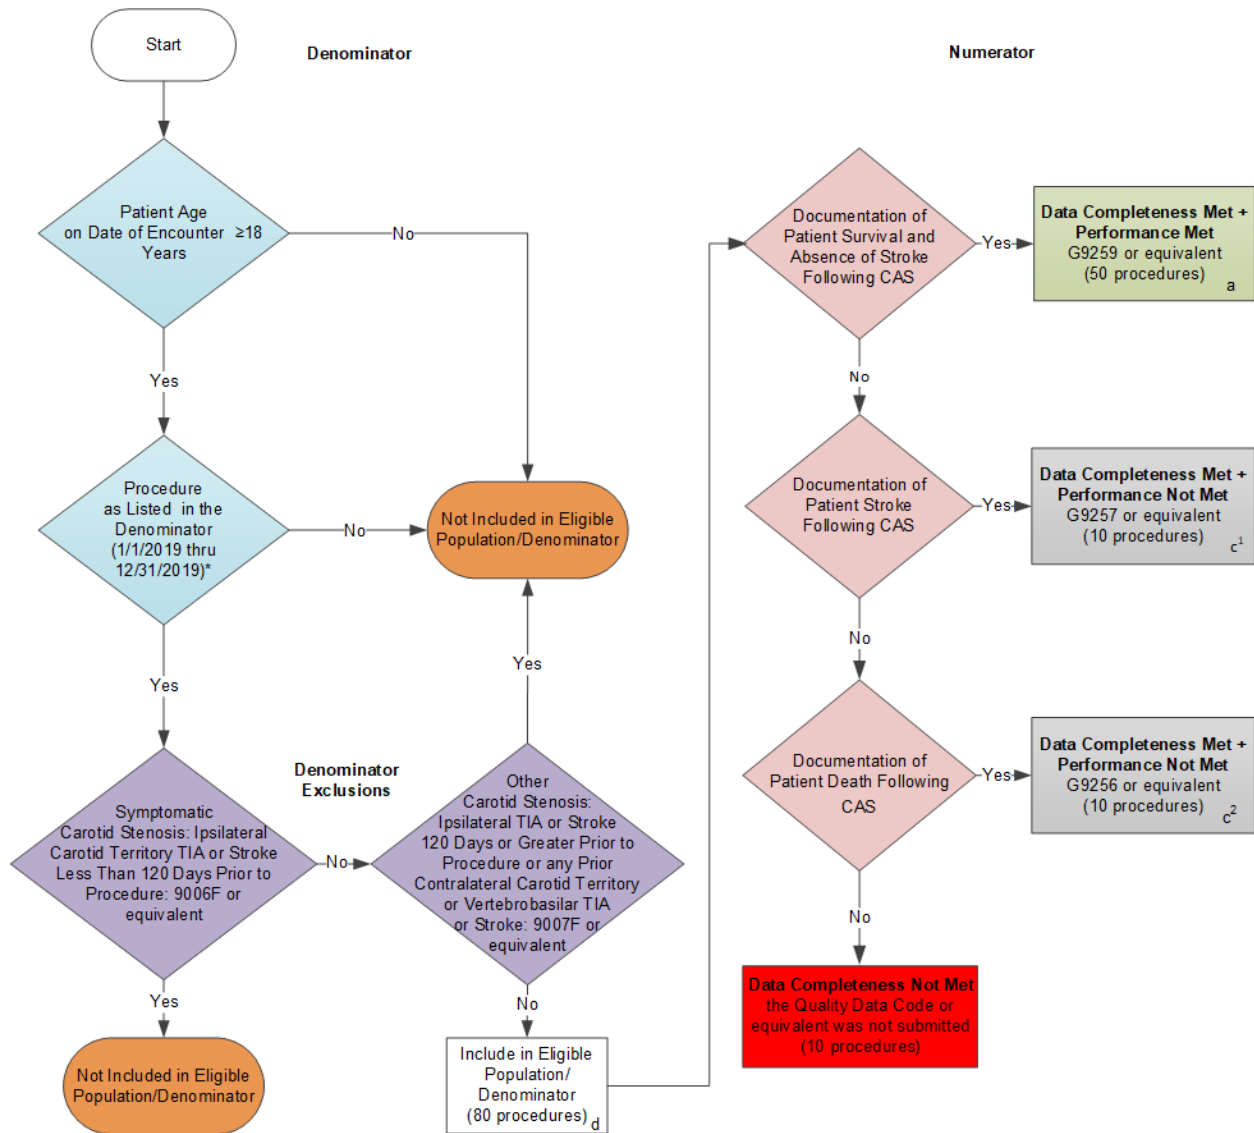 Start
Denominator
Numerator
Patient Age
on Date of Encounter ≥18
Years
No
Yes
Procedure
as Listed in the
Denominator
(1/1/2019 thru
12/31/2019)*
No
Not Included in Eligible
Population/Denominator
Yes
Yes
Denominator
Exclusions
Symptomatic
Carotid Stenosis: Ipsilateral
Carotid Territory TIA or Stroke
Less Than 120 Days Prior to
Procedure: 9006F or
equivalent
No
Other
Carotid Stenosis:
Ipsilateral TIA or Stroke
120 Days or Greater Prior to
Procedure or any Prior
Contralateral Carotid Territory
or Vertebrobasilar TIA
or Stroke: 9007F or
equivalent
Yes
No
Not Included in Eligible
Population/Denominator
Include in Eligible
Population/
Denominator
(80 procedures)
d
Documentation of
Patient Survival and
Absence of Stroke
Following CAS
Yes
Data Completeness Met +
Performance Met
G9259 or equivalent
(50 procedures)
a
No
Documentation of
Patient Stroke
Following CAS
Yes
Data Completeness Met +
Performance Not Met
G9257 or equivalent
(10 procedures)
c¹
No
Documentation of
Patient Death Following
CAS
Yes
Data Completeness Met +
Performance Not Met
G9256 or equivalent
(10 procedures)
c²
No
Data Completeness Not Met
the Quality Data Code or
equivalent was not submitted
(10 procedures)